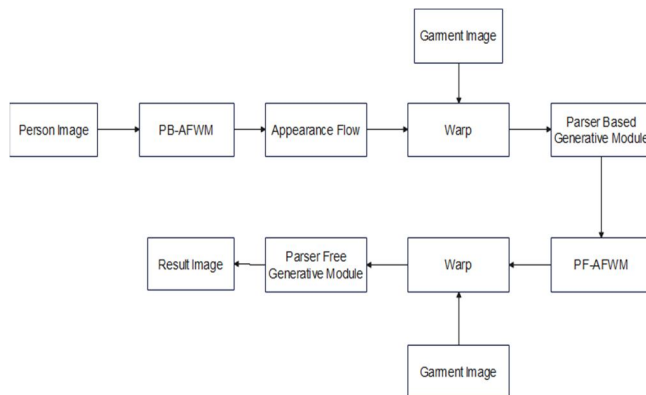 Garment Image
Person Image
PB-AFWM
Appearance Flow
Warp
Parser Based
Generative Module
Result Image
Parser Free
Generative Module
Warp
PF-AFWM
Garment Image